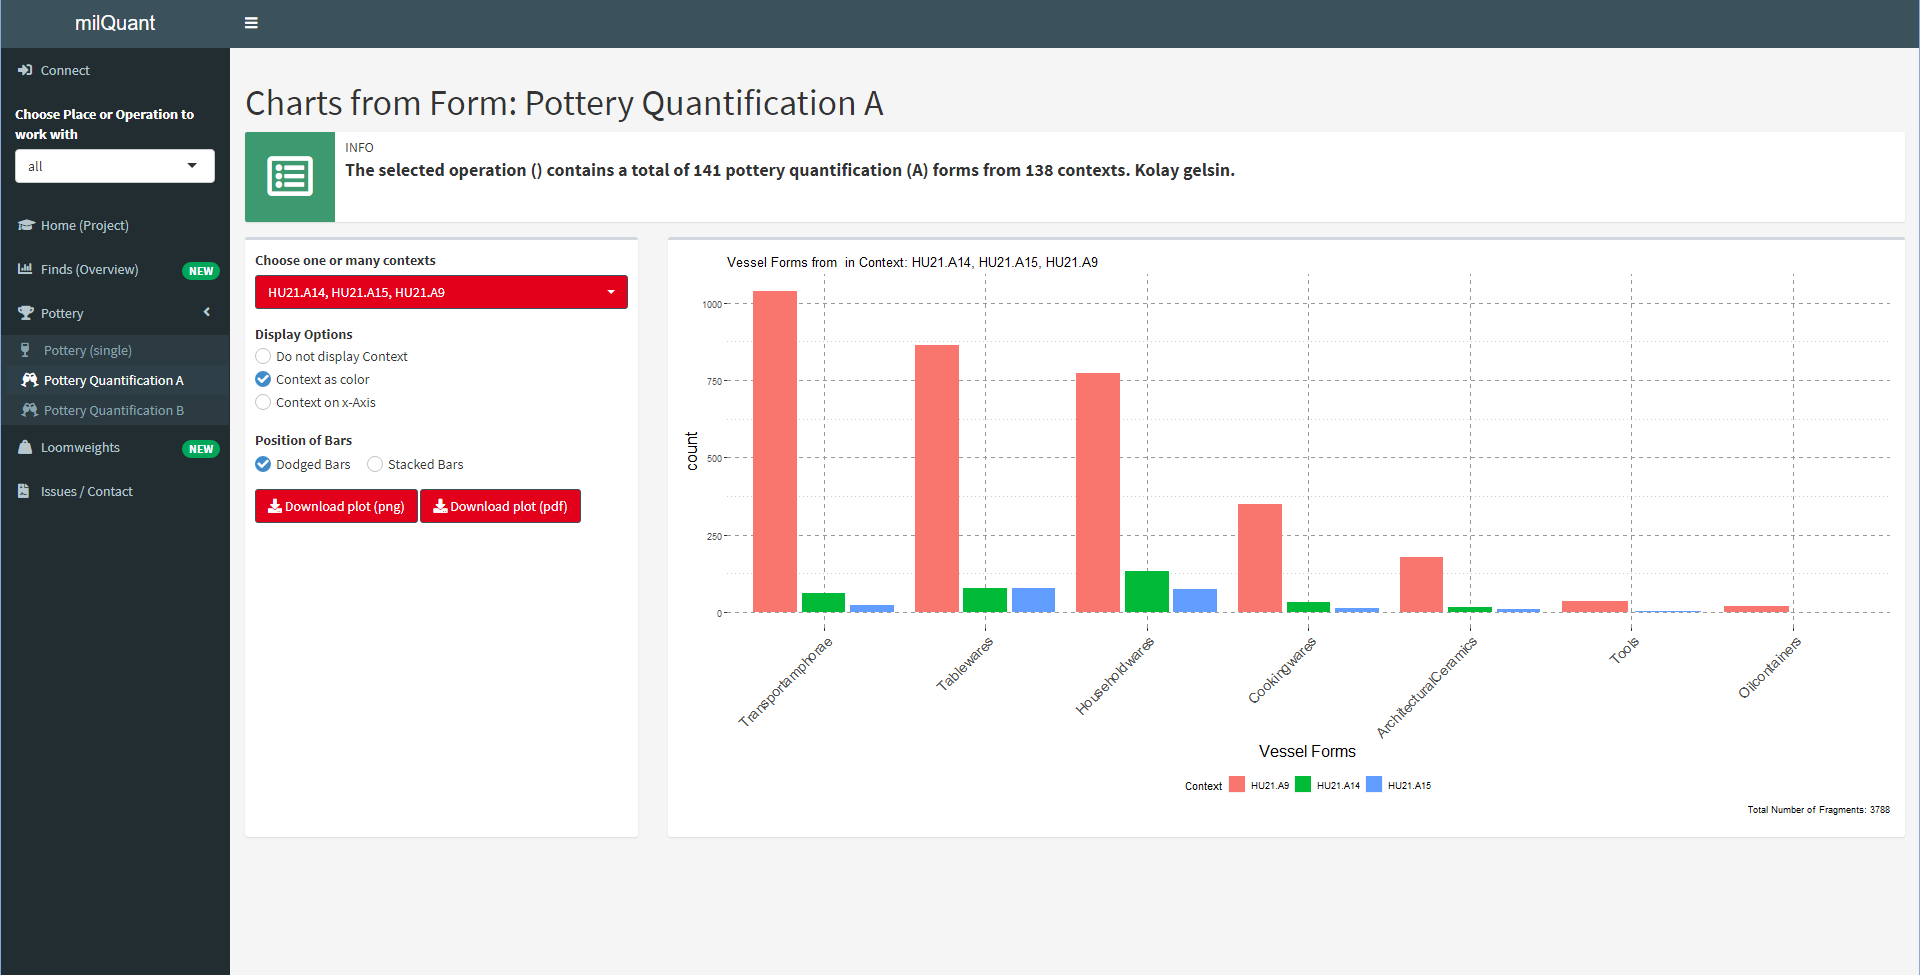 milQuant
Connect
Choose Place or Operation to
work with
all
Home (Project)
Finds (Overview) NEW
Pottery
Pottery (single)
Pottery Quantification A
Pottery Quantification B
Loomweights NEW
Issues / Contact
Charts from Form: Pottery Quantification A
INFO
The selected operation () contains a total of 141 pottery quantification (A) forms from 138 contexts. Kolay gelsin.
Choose one or many contexts
HU21.A14, HU21.A15, HU21.A9
Display Options
Do not display Context
Context as color
Context on x-Axis
Position of Bars
Dodged Bars Stacked Bars
Download plot (png) Download plot (pdf)
Vessel Forms from  in Context: HU21.A14, HU21.A15, HU21.A9
count
1000
750
500
250
0
Transportamphorae
Tablewares
Householdwares
Cookingwares
ArchitecturalCeramics
Tools
Oilcontainers
Vessel Forms
Context HU21.A9 HU21.A14 HU21.A15
Total Number of Fragments: 3788